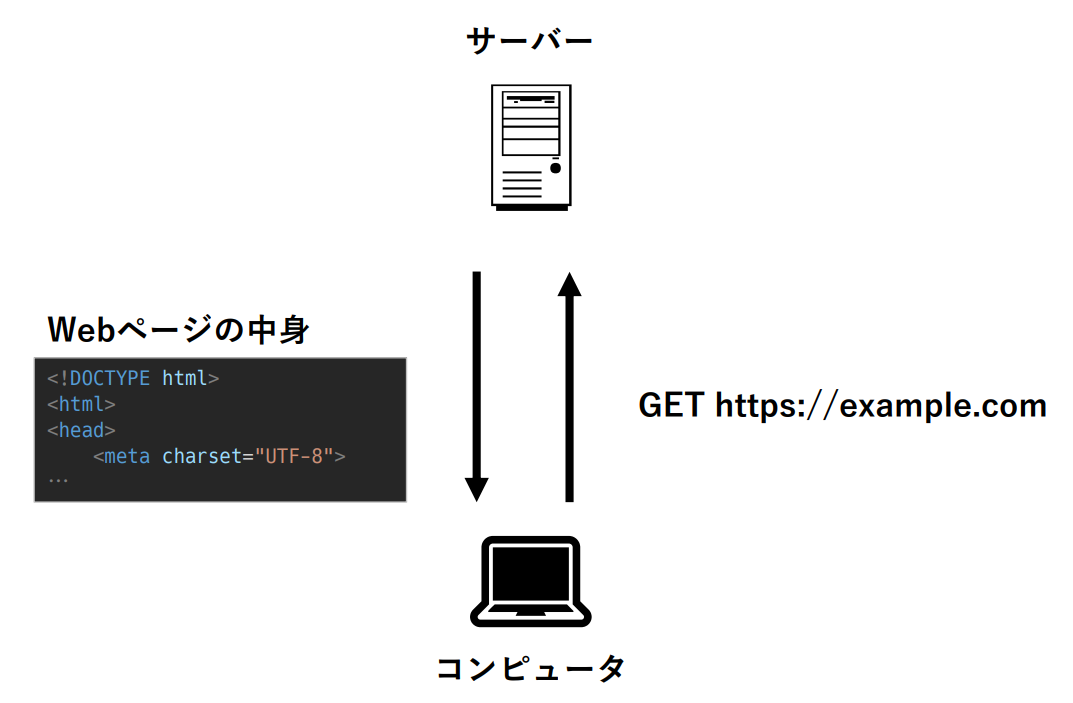 サーバー
Webページの中身
<!DOCTYPE html>
<html>
<head>
    <meta charset="UTF-8">
...
GET https://example.com
コンピュータ